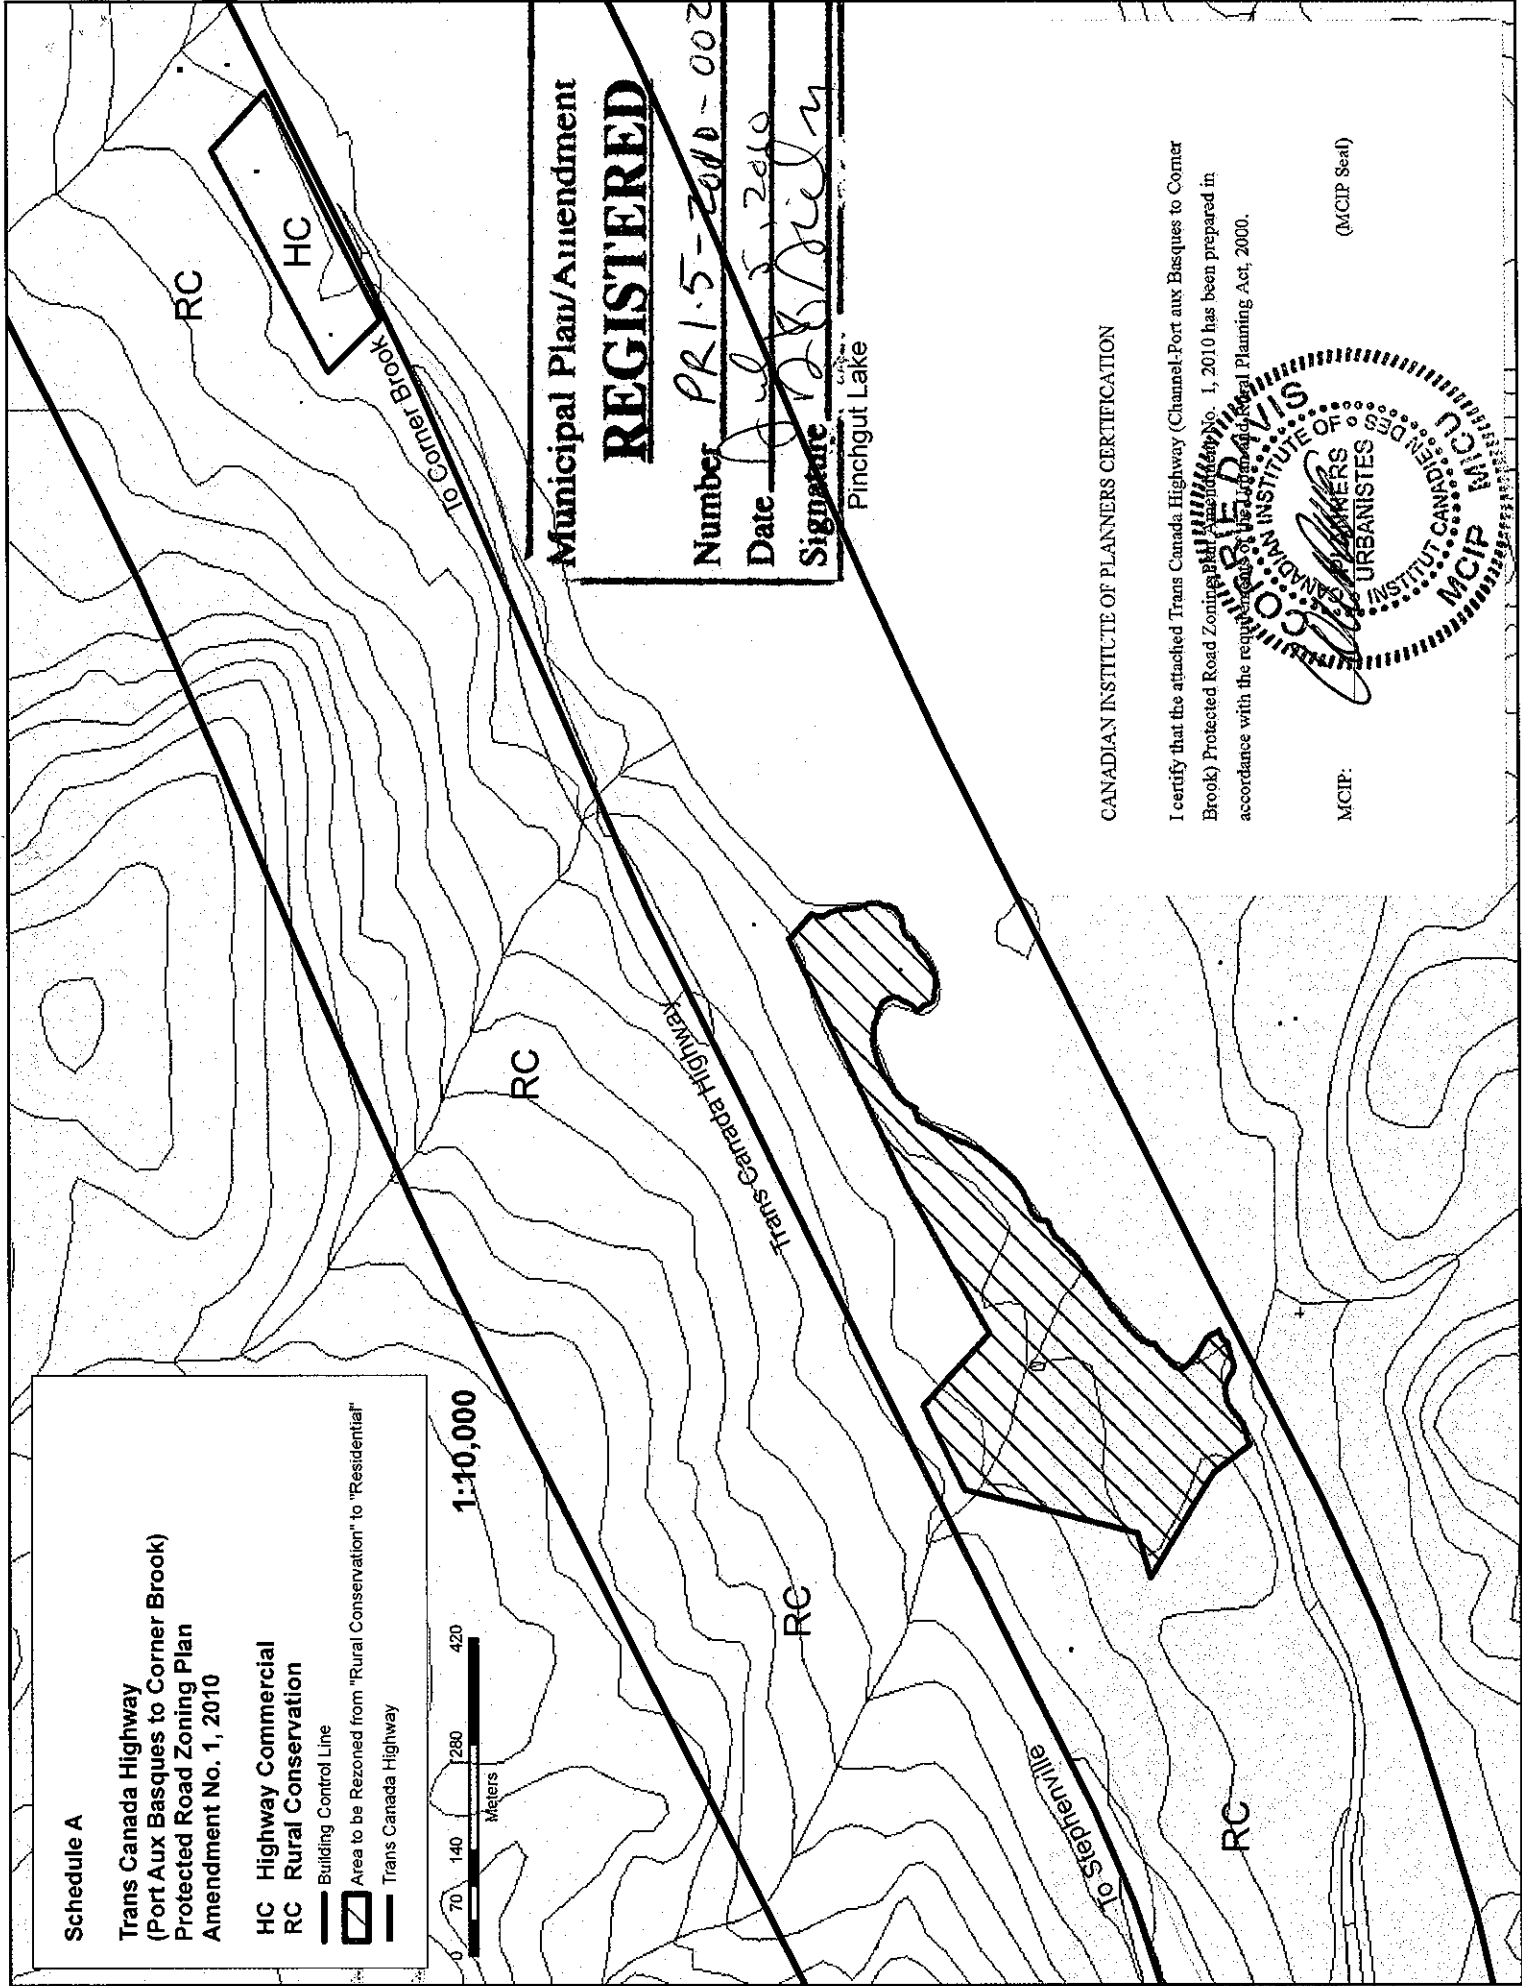 Schedule A
Trans Canada Highway
(Port Aux Basques to Corner Brook)
Protected Road Zoning Plan
Amendment No. 1, 2010
HC Highway Commercial
RC Rural Conservation
Building Control Line
Area to be Rezoned from "Rural Conservation" to "Residential"
Trans Canada Highway
1:10,000
0 70 140 280 420
Meters
RC
HC
To Corner Brook
RC
Trans Canada Highway
RC
To Stephenville
RC
Municipal Plan/Amendment
REGISTERED
Number PR1.5-2010-002
Date 5, 2010
Signature
Pinchgut Lake
CANADIAN INSTITUTE OF PLANNERS CERTIFICATION
I certify that the attached Trans Canada Highway (Channel-Port aux Basques to Corner
Brook) Protected Road Zoning Plan Amendment No. 1, 2010 has been prepared in
accordance with the requirements of the Urban and Rural Planning Act, 2000.
MCIP:
(MCIP Seal)
DAVIS
CANADIAN INSTITUTE OF
PLANNERS
URBANISTES
INSTITUT CANADIEN DES
MCIP MICU